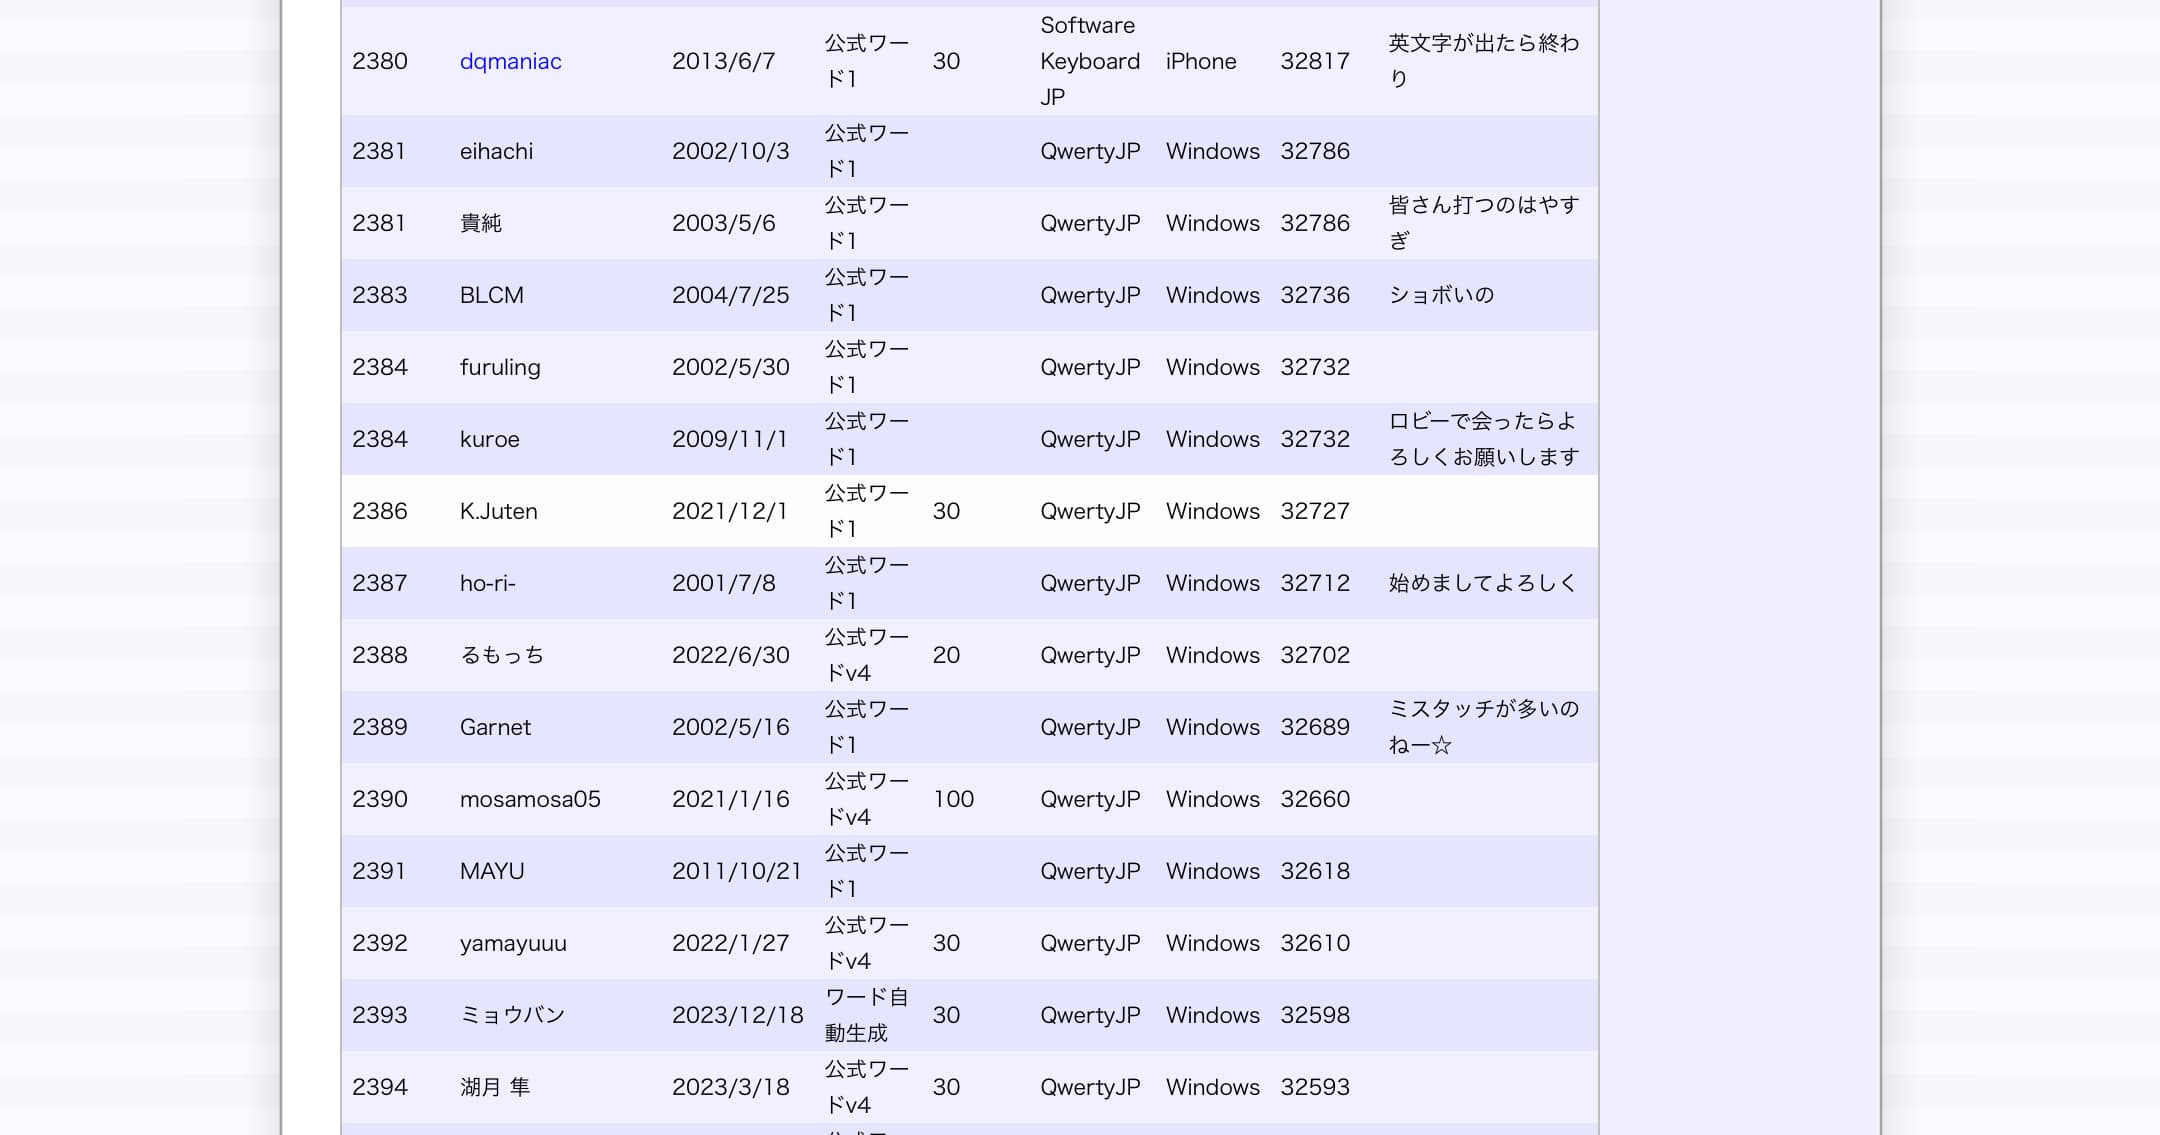 2380 dqmaniac 2013/6/7 公式ワード1 30 Software Keyboard JP iPhone 32817 英文字が出たら終わり
2381 eihachi 2002/10/3 公式ワード1 QwertyJP Windows 32786
2381 貴純 2003/5/6 公式ワード1 QwertyJP Windows 32786 皆さん打つのはやすぎ
2383 BLCM 2004/7/25 公式ワード1 QwertyJP Windows 32736 ショボいの
2384 furuling 2002/5/30 公式ワード1 QwertyJP Windows 32732
2384 kuroe 2009/11/1 公式ワード1 QwertyJP Windows 32732 ロビーで会ったらよろしくお願いします
2386 K.Juten 2021/12/1 公式ワード1 30 QwertyJP Windows 32727
2387 ho-ri- 2001/7/8 公式ワード1 QwertyJP Windows 32712 始めましてよろしく
2388 るもっち 2022/6/30 公式ワードv4 20 QwertyJP Windows 32702
2389 Garnet 2002/5/16 公式ワード1 QwertyJP Windows 32689 ミスタッチが多いのねー☆
2390 mosamosa05 2021/1/16 公式ワードv4 100 QwertyJP Windows 32660
2391 MAYU 2011/10/21 公式ワード1 QwertyJP Windows 32618
2392 yamayuuu 2022/1/27 公式ワードv4 30 QwertyJP Windows 32610
2393 ミョウバン 2023/12/18 ワード自動生成 30 QwertyJP Windows 32598
2394 湖月 隼 2023/3/18 公式ワードv4 30 QwertyJP Windows 32593